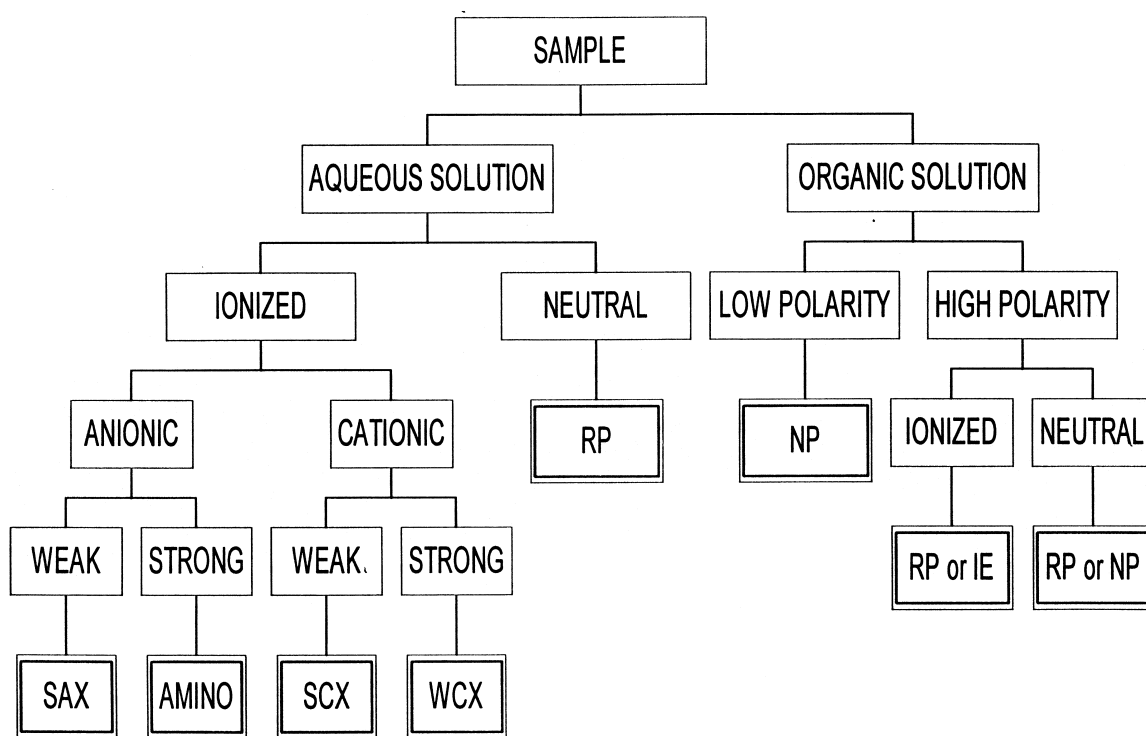 SAMPLE
AQUEOUS SOLUTION
ORGANIC SOLUTION
IONIZED
NEUTRAL
LOW POLARITY
HIGH POLARITY
ANIONIC
CATIONIC
RP
NP
IONIZED
NEUTRAL
WEAK
STRONG
WEAK
STRONG
RP or IE
RP or NP
SAX
AMINO
SCX
WCX